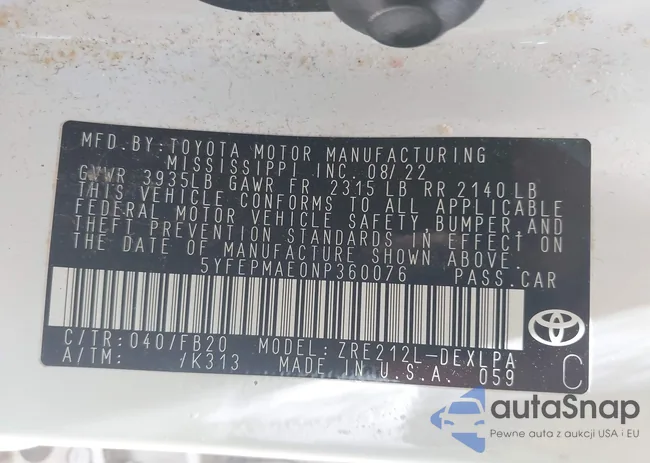 MFD.BY: TOYOTA MOTOR MANUFACTURING
MISSISSIPPI INC. 08/22
GVWR 3935LB GAWR FR 2315 LB RR 2140 LB
THIS VEHICLE CONFORMS TO ALL APPLICABLE
FEDERAL MOTOR VEHICLE SAFETY, BUMPER, AND
THEFT PREVENTION STANDARDS IN EFFECT ON
THE DATE OF MANUFACTURE SHOWN ABOVE.
5YFEPMAE0NP360076 PASS.CAR
C/TR: 040/FB20 MODEL: ZRE212L-DEXLPA
A/TM: /K313 MADE IN U.S.A. 059
C
autaSnap
Pewne auta z aukcji USA i EU